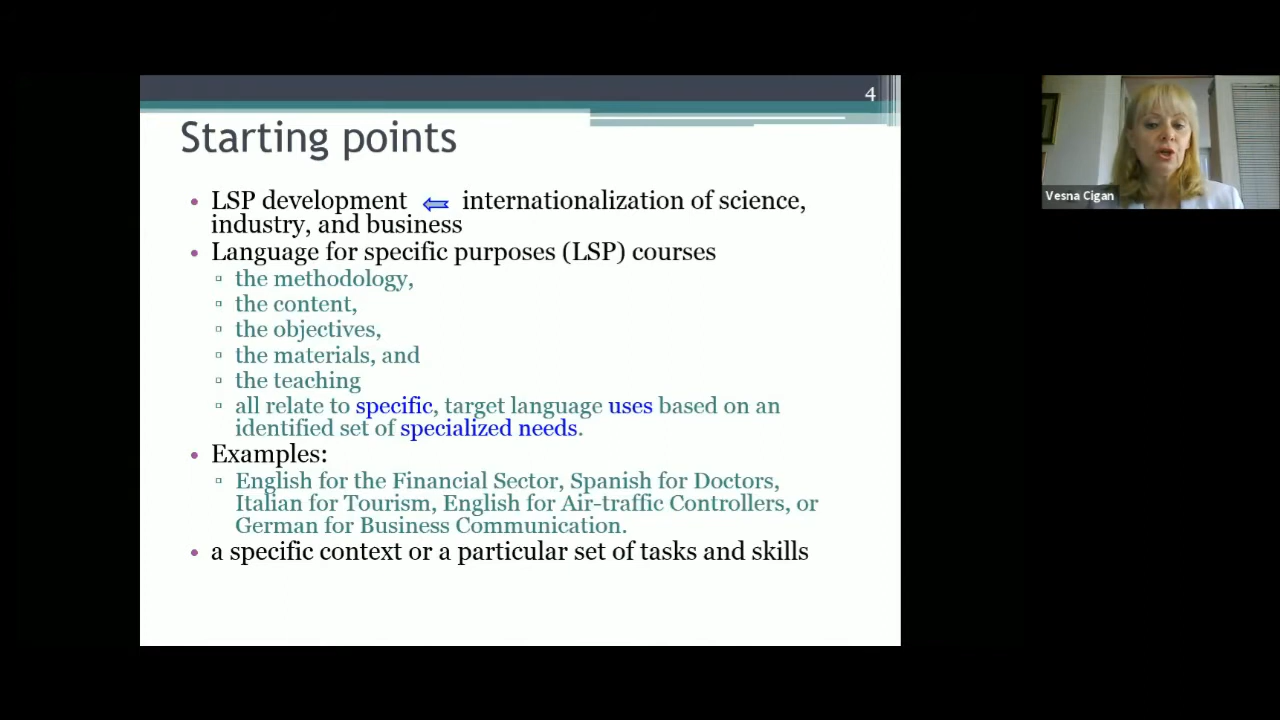 4
Starting points
• LSP development ⇐ internationalization of science,
industry, and business
• Language for specific purposes (LSP) courses
▫ the methodology,
▫ the content,
▫ the objectives,
▫ the materials, and
▫ the teaching
▫ all relate to specific, target language uses based on an
identified set of specialized needs.
• Examples:
▫ English for the Financial Sector, Spanish for Doctors,
Italian for Tourism, English for Air-traffic Controllers, or
German for Business Communication.
• a specific context or a particular set of tasks and skills
Vesna Cigan